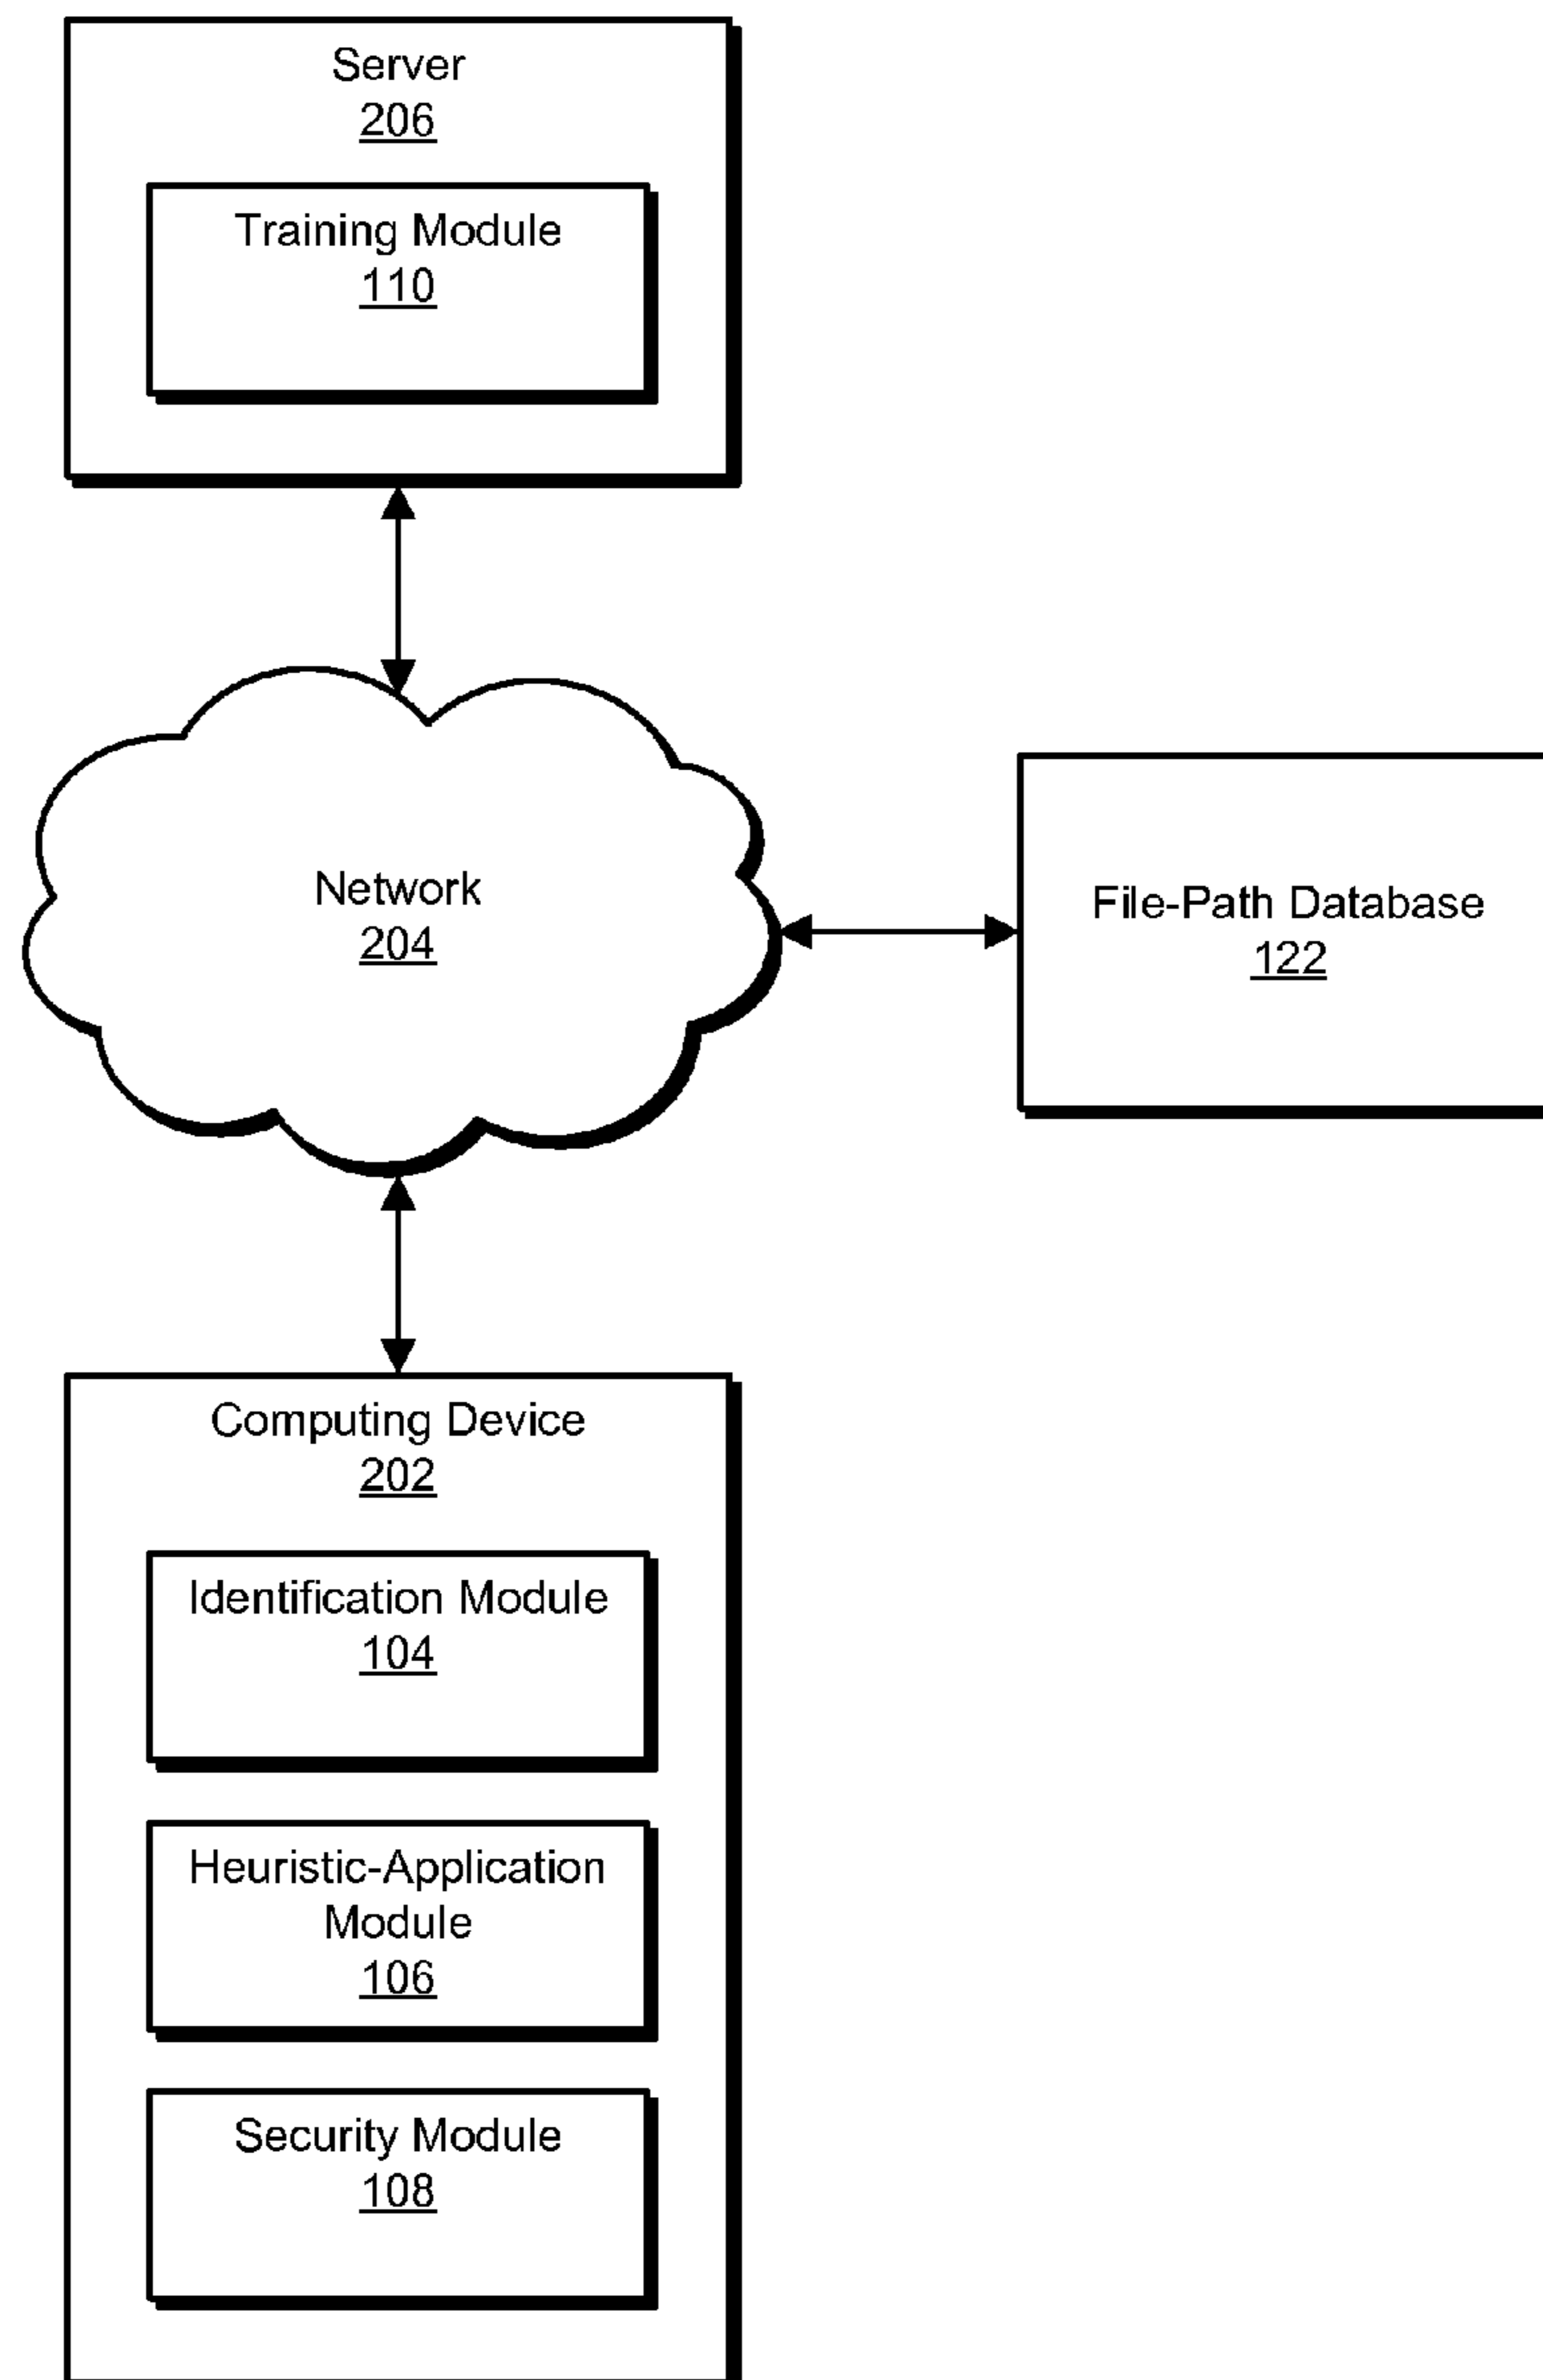 Server
206
Training Module
110
Network
204
File-Path Database
122
Computing Device
202
Identification Module
104
Heuristic-Application
Module
106
Security Module
108